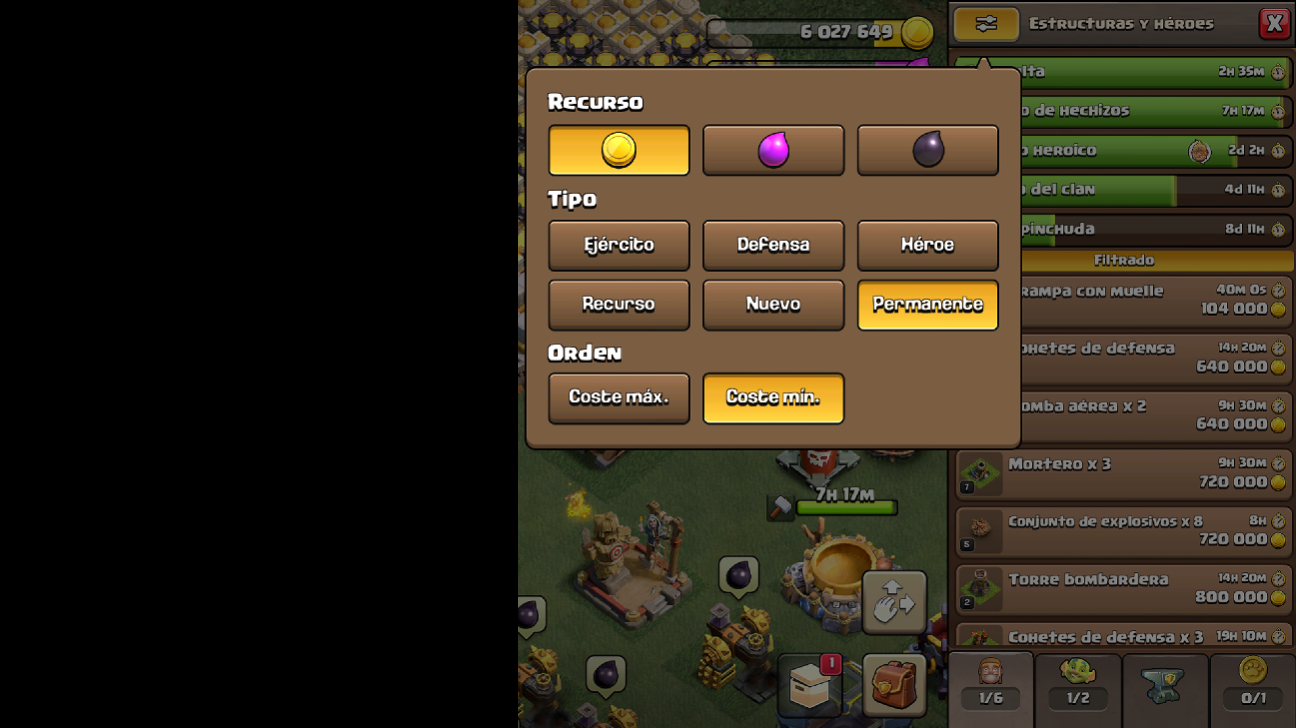 6 027 649
Estructuras y héroes
Recurso
Tipo
Ejército
Defensa
Héroe
Recurso
Nuevo
Permanente
Orden
Coste máx.
Coste mín.
2h 35m
de hechizos
7h 17m
heroico
2d 2h
del clan
4d 11h
pinchuda
8d 11h
Filtrado
con muelle
40m 0s
104 000
de defensa
14h 20m
640 000
aérea x 2
9h 30m
640 000
Mortero x 3
9h 30m
7
720 000
Conjunto de explosivos x 8
8h
5
720 000
Torre bombardera
14h 20m
2
800 000
Cohetes de defensa x 3
19h 10m
7h 17m
1
1/6
1/2
0/1